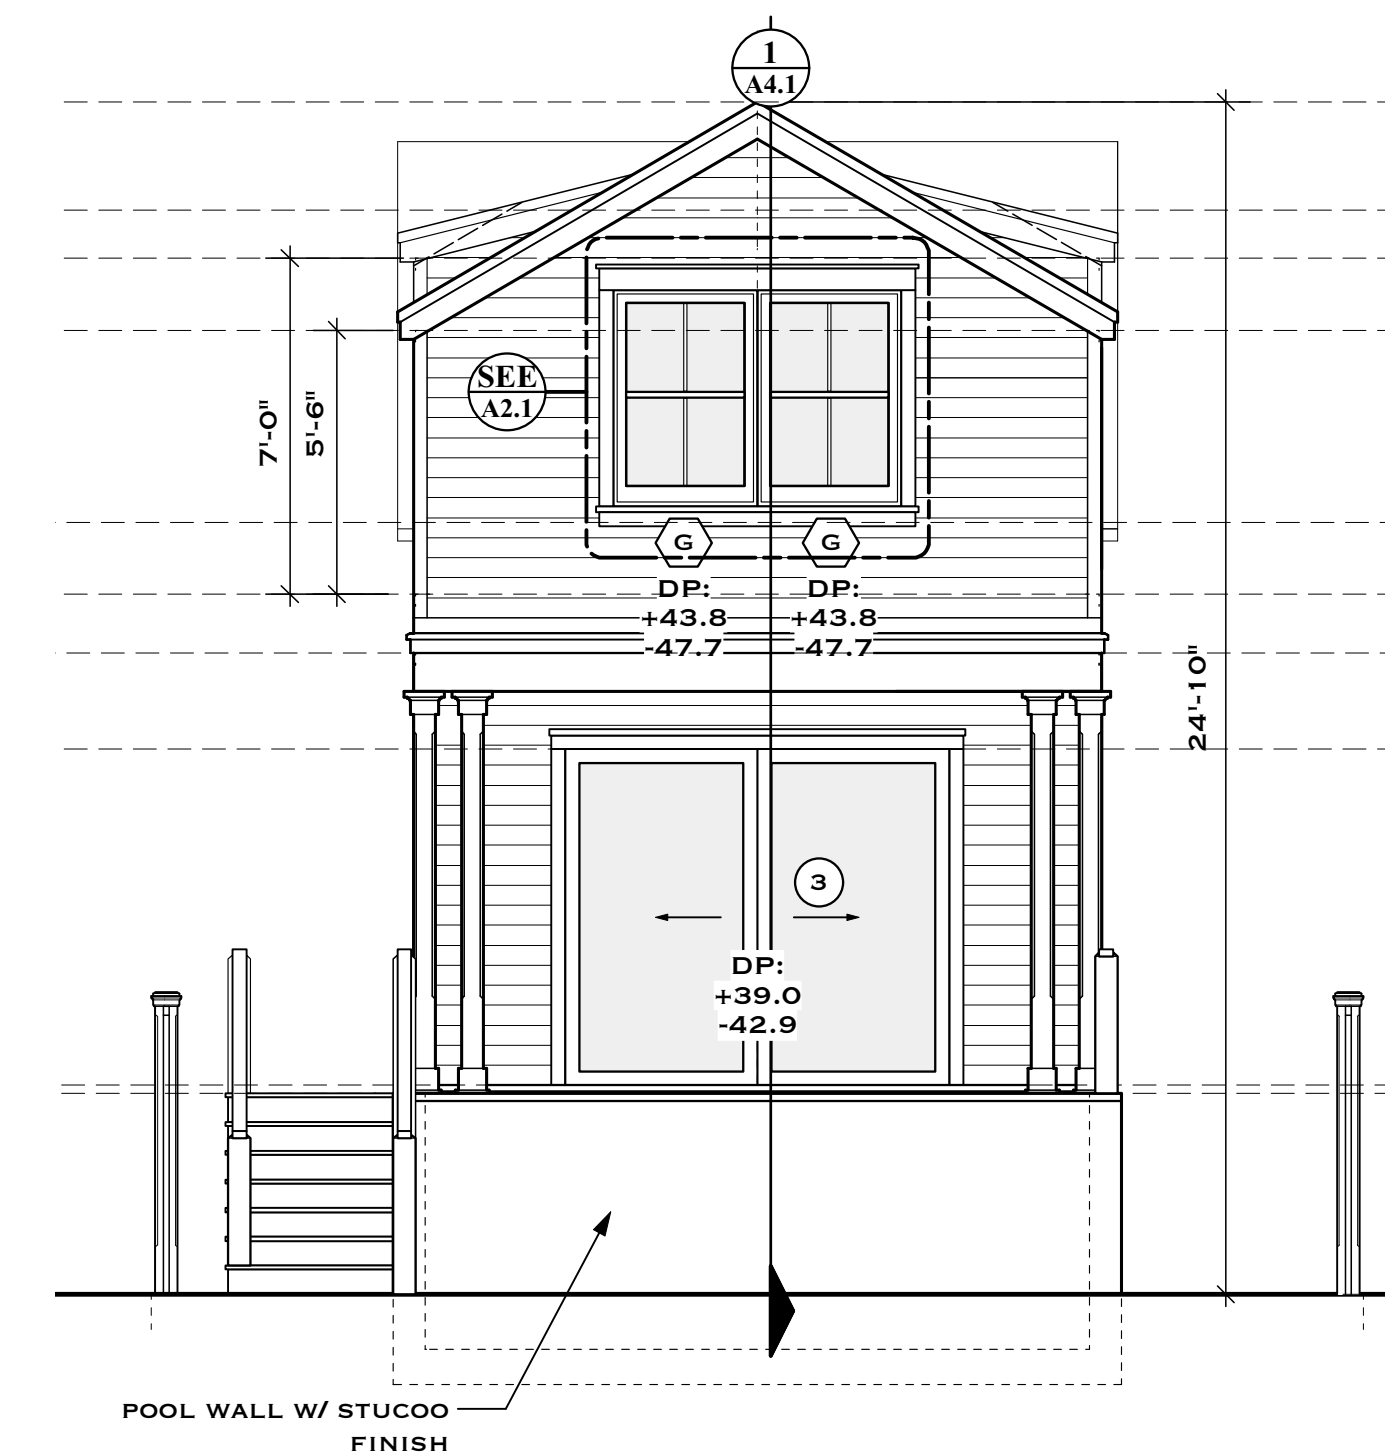 1
A4.1
SEE
A2.1
7'-0"
5'-6"
G
G
DP:
+43.8
-47.7
DP:
+43.8
-47.7
24'-10"
3
DP:
+39.0
-42.9
POOL WALL W/ STUCOO
FINISH